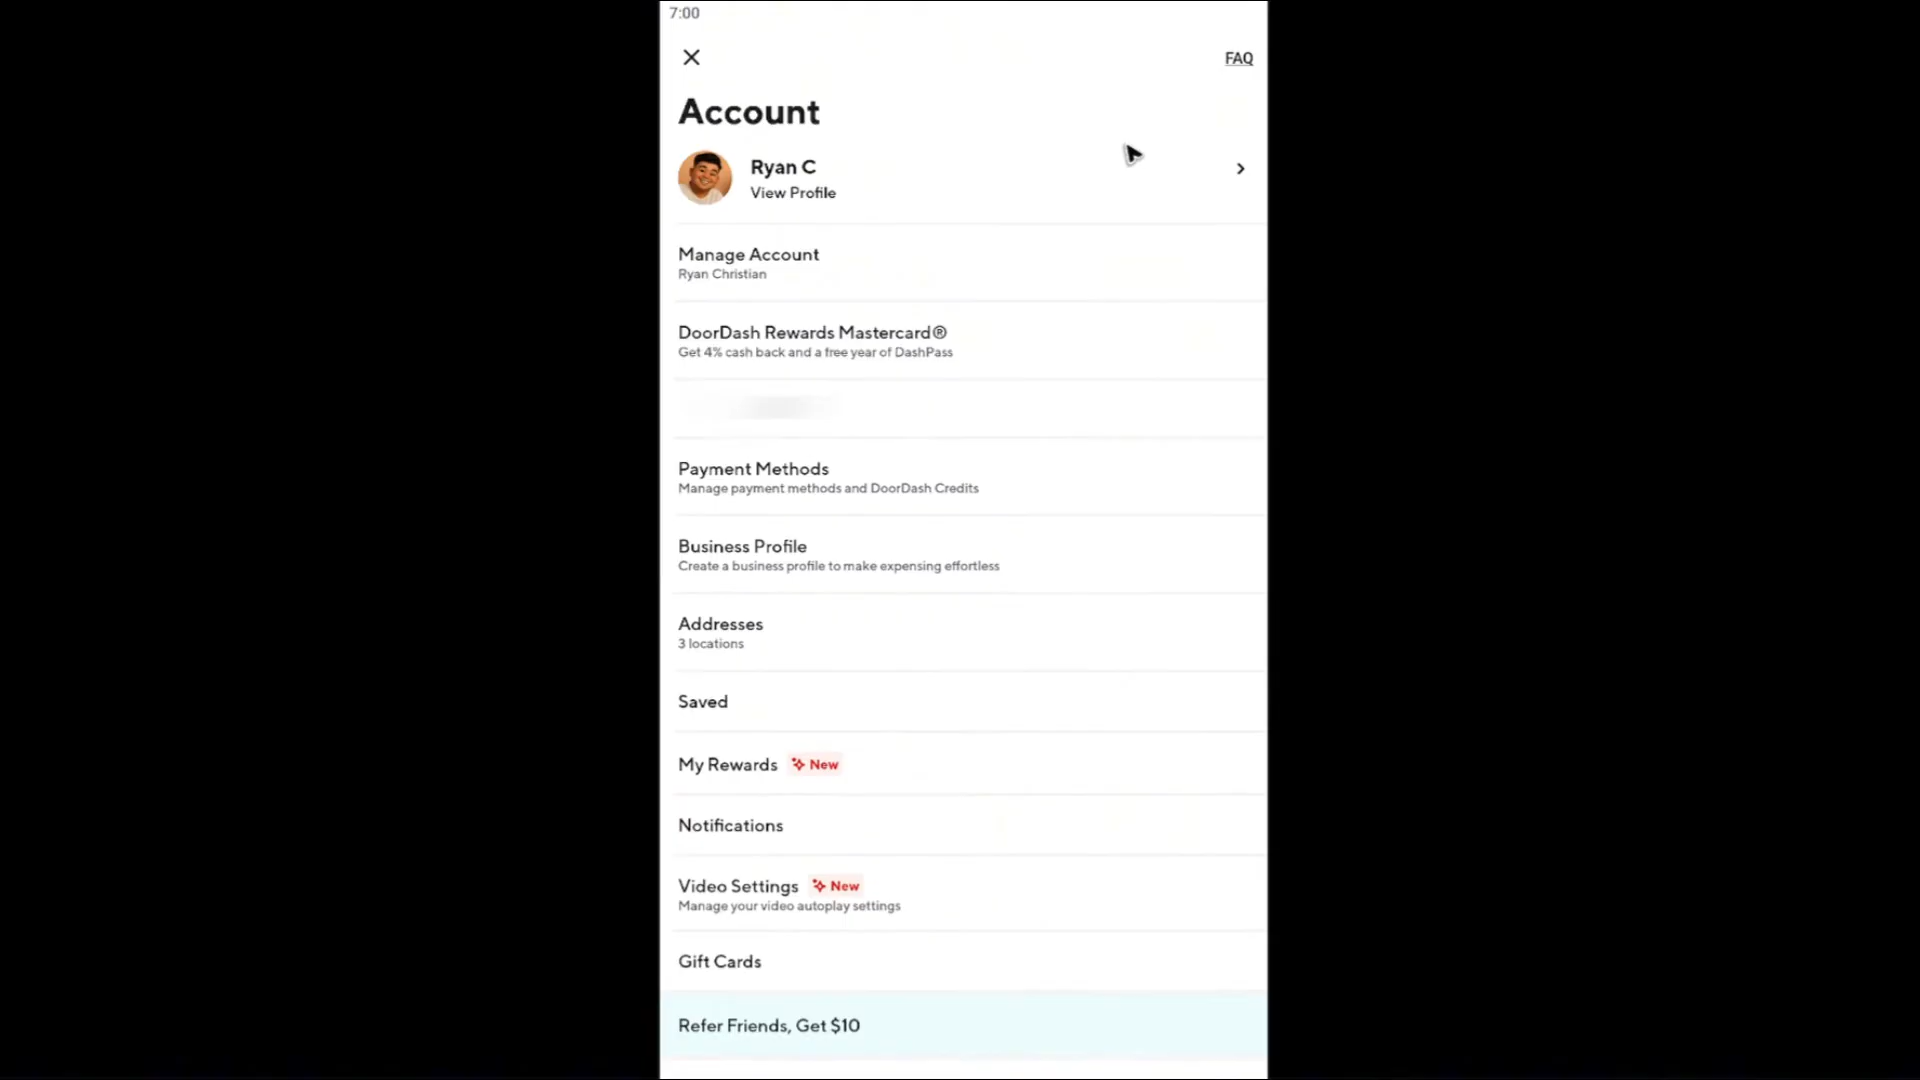 7:00
FAQ
Account
Ryan C
View Profile
Manage Account
Ryan Christian
DoorDash Rewards Mastercard®
Get 4% cash back and a free year of DashPass
Payment Methods
Manage payment methods and DoorDash Credits
Business Profile
Create a business profile to make expensing effortless
Addresses
3 locations
Saved
My Rewards New
Notifications
Video Settings New
Manage your video autoplay settings
Gift Cards
Refer Friends, Get $10